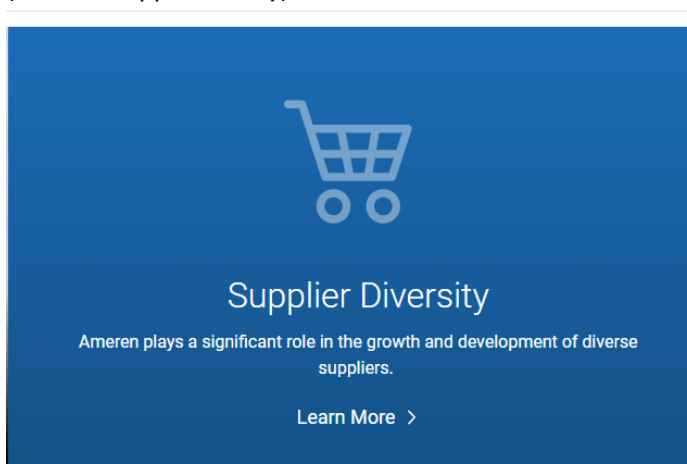 Supplier Diversity
Ameren plays a significant role in the growth and development of diverse
suppliers.
Learn More >